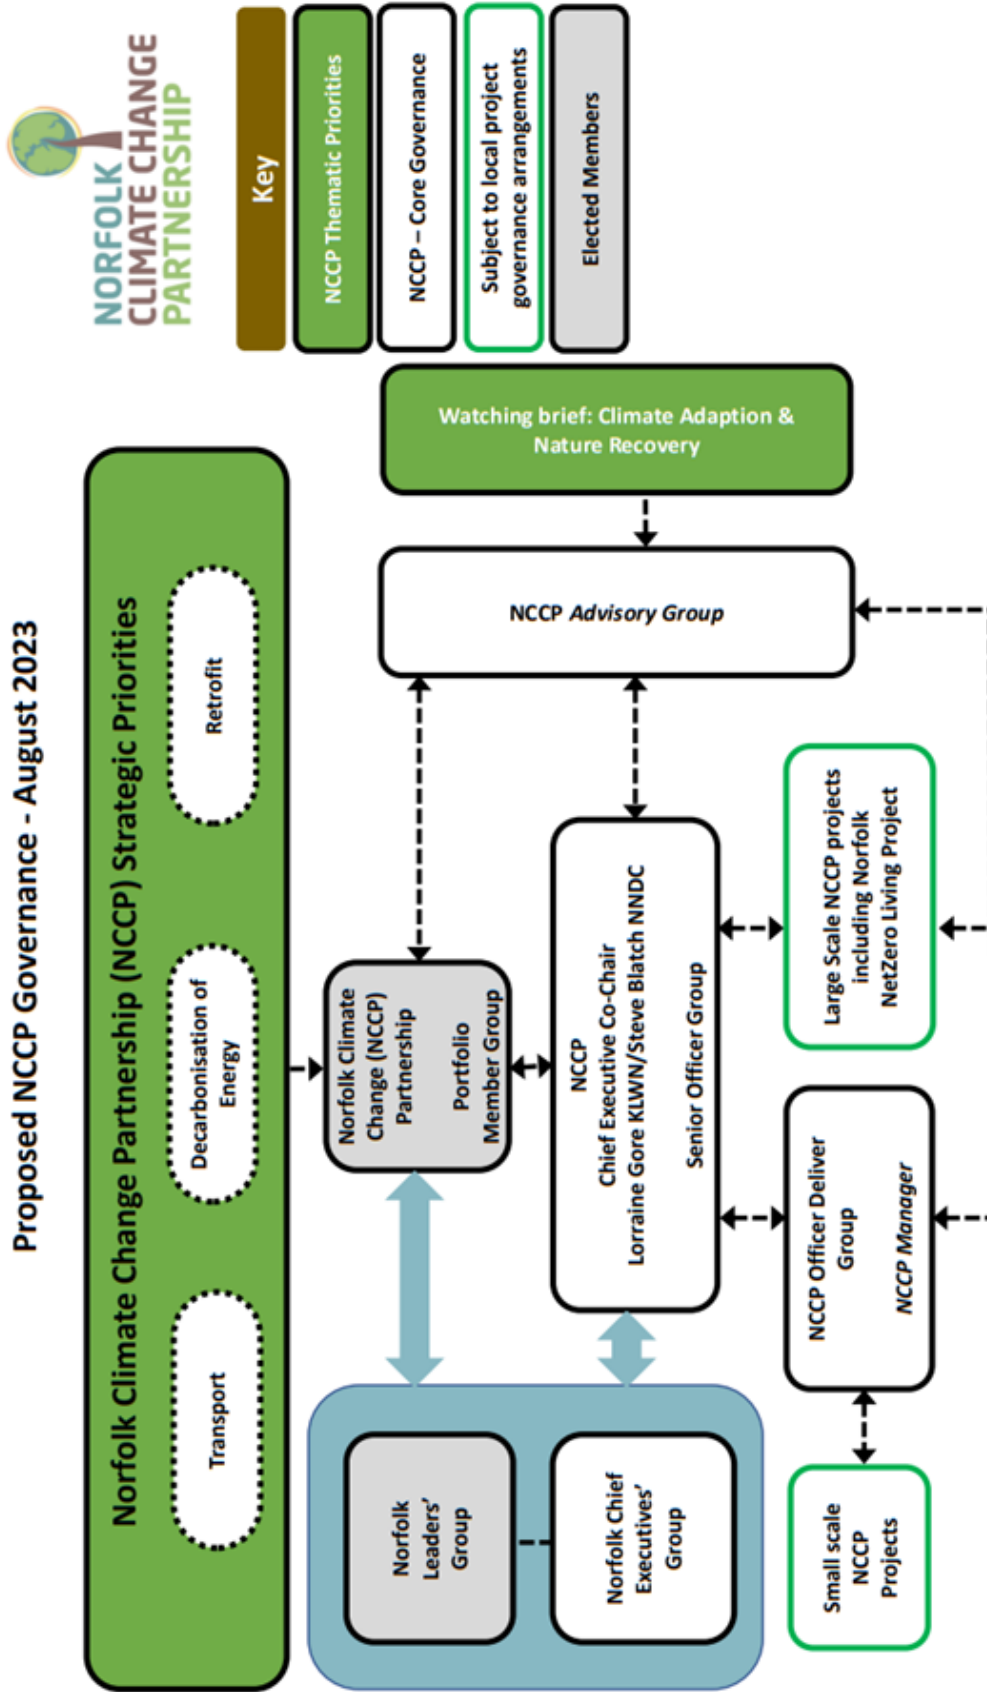 Proposed NCCP Governance - August 2023
NORFOLK
CLIMATE CHANGE
PARTNERSHIP
Norfolk Climate Change Partnership (NCCP) Strategic Priorities
Transport
Decarbonisation of
Energy
Retrofit
Key
NCCP Thematic Priorities
NCCP – Core Governance
Subject to local project
governance arrangements
Elected Members
Norfolk
Leaders'
Group
Norfolk Climate
Change (NCCP)
Partnership
Portfolio
Member Group
NCCP Advisory Group
Watching brief: Climate Adaption &
Nature Recovery
Norfolk Chief
Executives'
Group
NCCP
Chief Executive Co-Chair
Lorraine Gore KLWN/Steve Blatch NNDC
Senior Officer Group
Small scale
NCCP
Projects
NCCP Officer Deliver
Group
NCCP Manager
Large Scale NCCP projects
including Norfolk
NetZero Living Project